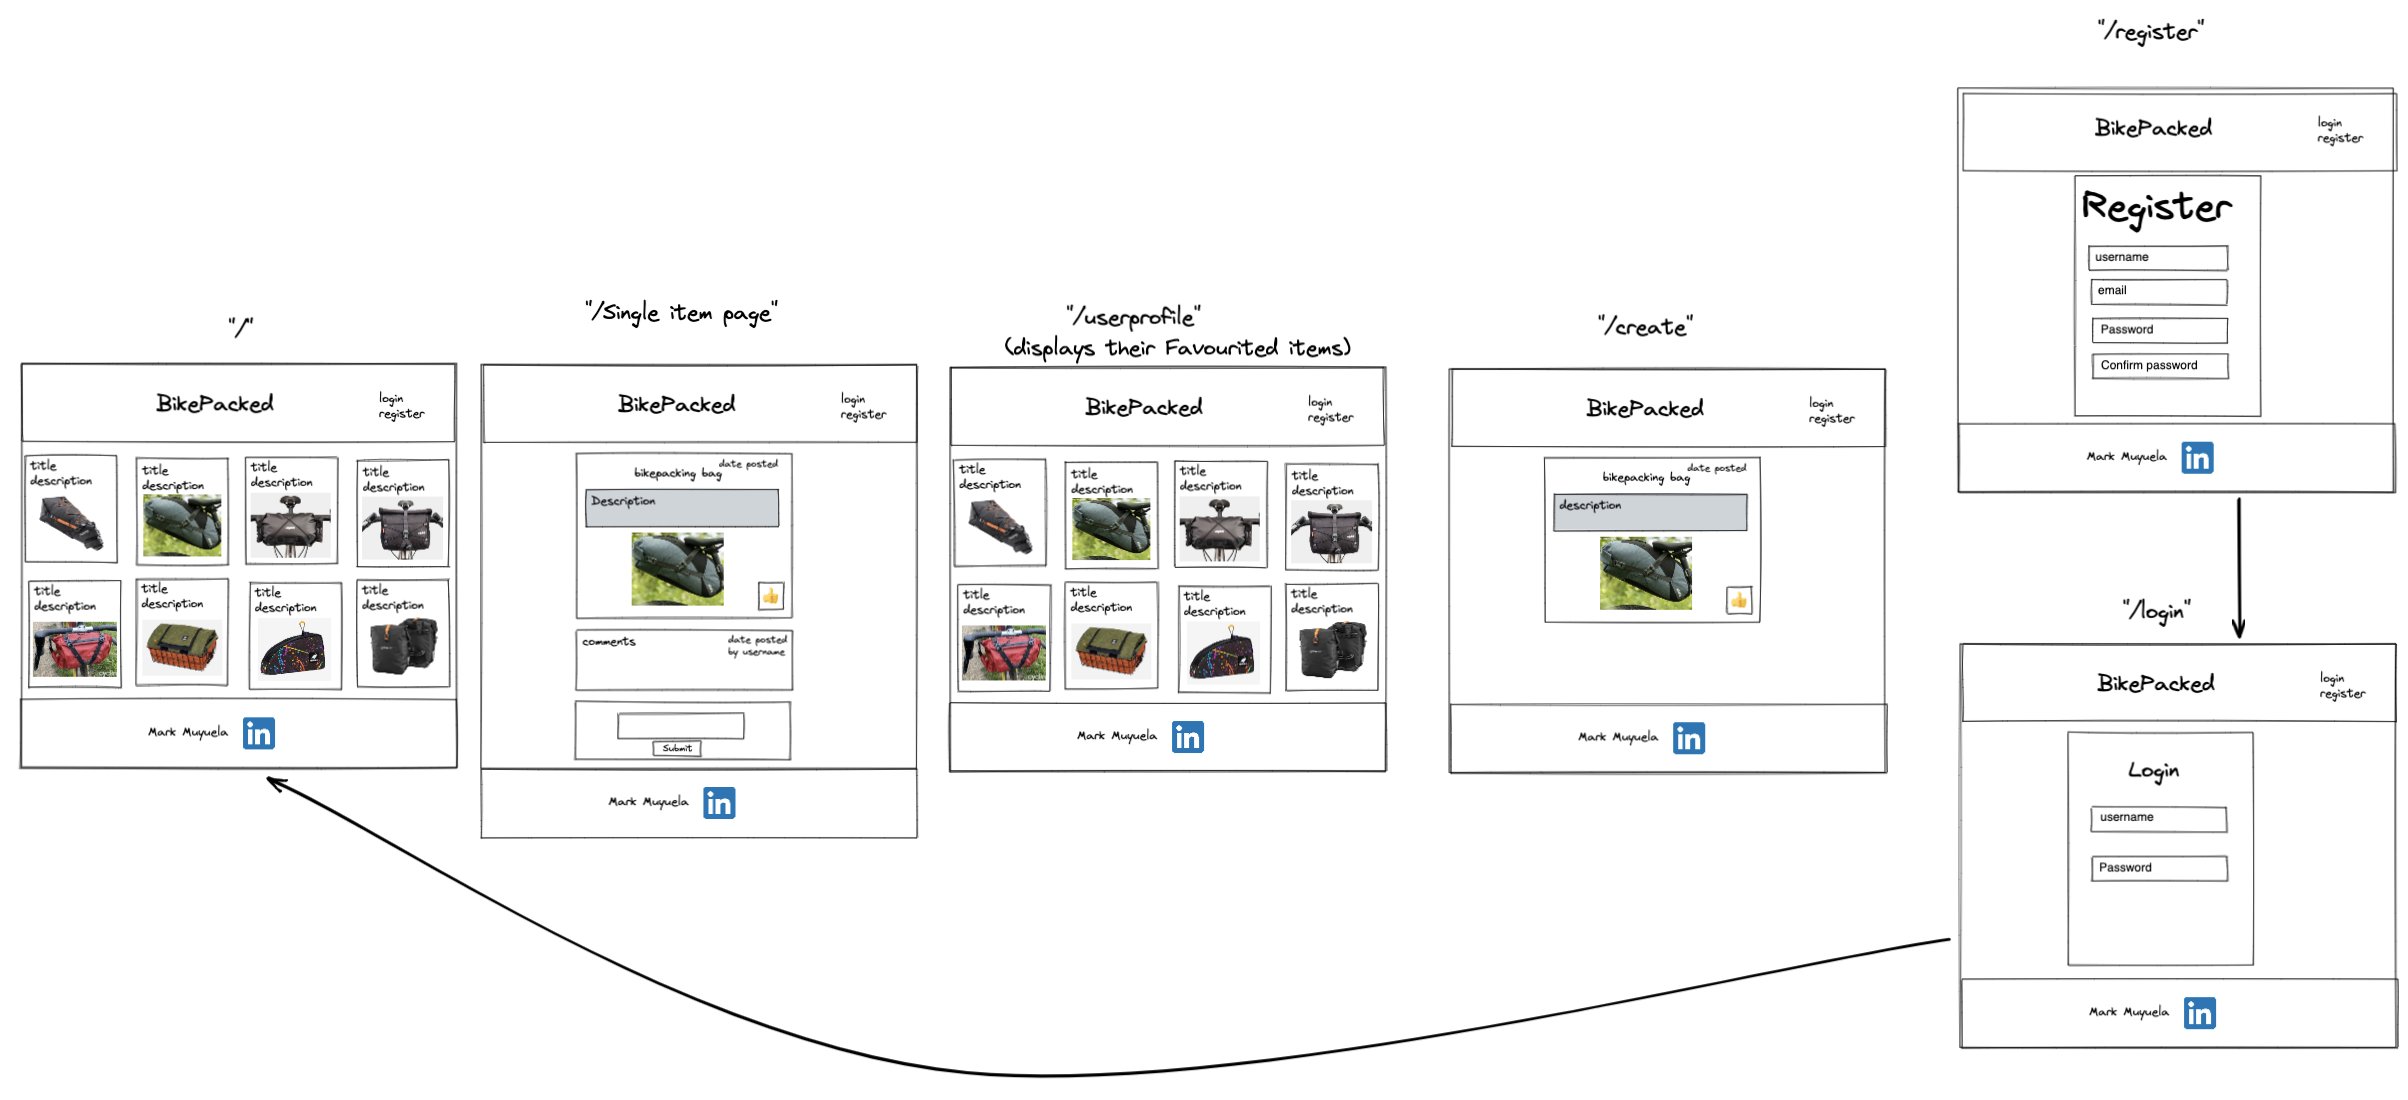 "/"
BikePacked
login
register
title
description
title
description
title
description
title
description
title
description
title
description
title
description
title
description
Mark Muyuela
in
"/Single item page"
BikePacked
login
register
date posted
bikepacking bag
Description
comments
date posted
by username
Submit
Mark Muyuela
in
"/userprofile"
(displays their Favourited items)
BikePacked
login
register
title
description
title
description
title
description
title
description
title
description
title
description
title
description
title
description
Mark Muyuela
in
"/create"
BikePacked
login
register
date posted
bikepacking bag
description
Mark Muyuela
in
"/register"
BikePacked
login
register
Register
username
email
Password
Confirm password
Mark Muyuela
in
"/login"
BikePacked
login
register
Login
username
Password
Mark Muyuela
in